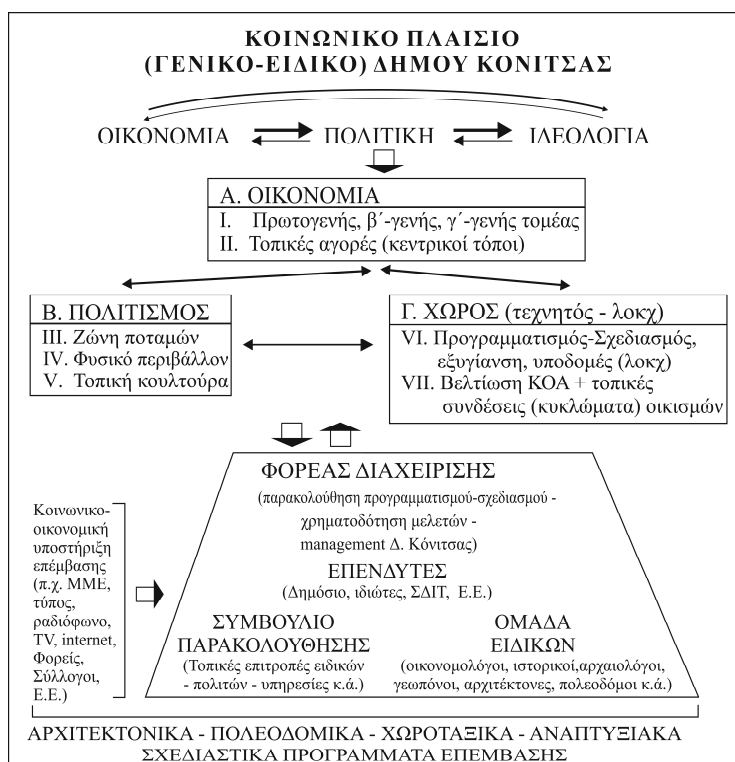 ΚΟΙΝΩΝΙΚΟ ΠΛΑΙΣΙΟ
(ΓΕΝΙΚΟ-ΕΙΔΙΚΟ) ΔΗΜΟΥ ΚΟΝΙΤΣΑΣ
ΟΙΚΟΝΟΜΙΑ ΠΟΛΙΤΙΚΗ ΙΛΕΟΛΟΓΙΑ
Α. ΟΙΚΟΝΟΜΙΑ
I. Πρωτογενής, β΄-γενής, γ΄-γενής τομέας
II. Τοπικές αγορές (κεντρικοί τόποι)
Β. ΠΟΛΙΤΙΣΜΟΣ
III. Ζώνη ποταμών
IV. Φυσικό περιβάλλον
V. Τοπική κουλτούρα
Γ. ΧΩΡΟΣ (τεχνητός - λοκχ)
VI. Προγραμματισμός-Σχεδιασμός,
εξυγίανση, υποδομές (λοκχ)
VII. Βελτίωση ΚΟΑ + τοπικές
συνδέσεις (κυκλώματα) οικισμών
Κοινωνικο-
οικονομική
υποστήριξη
επέμβασης
(π.χ. ΜΜΕ,
τύπος,
ραδιόφωνο,
TV, internet,
Φορείς,
Σύλλογοι,
Ε.Ε.)
ΦΟΡΕΑΣ ΔΙΑΧΕΙΡΙΣΗΣ
(παρακολούθηση προγραμματισμού-σχεδιασμού -
χρηματοδότηση μελετών -
management Δ. Κόνιτσας)
ΕΠΕΝΔΥΤΕΣ
(Δημόσιο, ιδιώτες, ΣΔΙΤ, Ε.Ε.)
ΣΥΜΒΟΥΛΙΟ
ΠΑΡΑΚΟΛΟΥΘΗΣΗΣ
(Τοπικές επιτροπές ειδικών
- πολιτών - υπηρεσίες κ.ά.)
ΟΜΑΔΑ
ΕΙΔΙΚΩΝ
(οικονομολόγοι, ιστορικοί,αρχαιολόγοι,
γεωπόνοι, αρχιτέκτονες, πολεοδόμοι κ.ά.)
ΑΡΧΙΤΕΚΤΟΝΙΚΑ - ΠΟΛΕΟΔΟΜΙΚΑ - ΧΩΡΟΤΑΞΙΚΑ - ΑΝΑΠΤΥΞΙΑΚΑ
ΣΧΕΔΙΑΣΤΙΚΑ ΠΡΟΓΡΑΜΜΑΤΑ ΕΠΕΜΒΑΣΗΣ